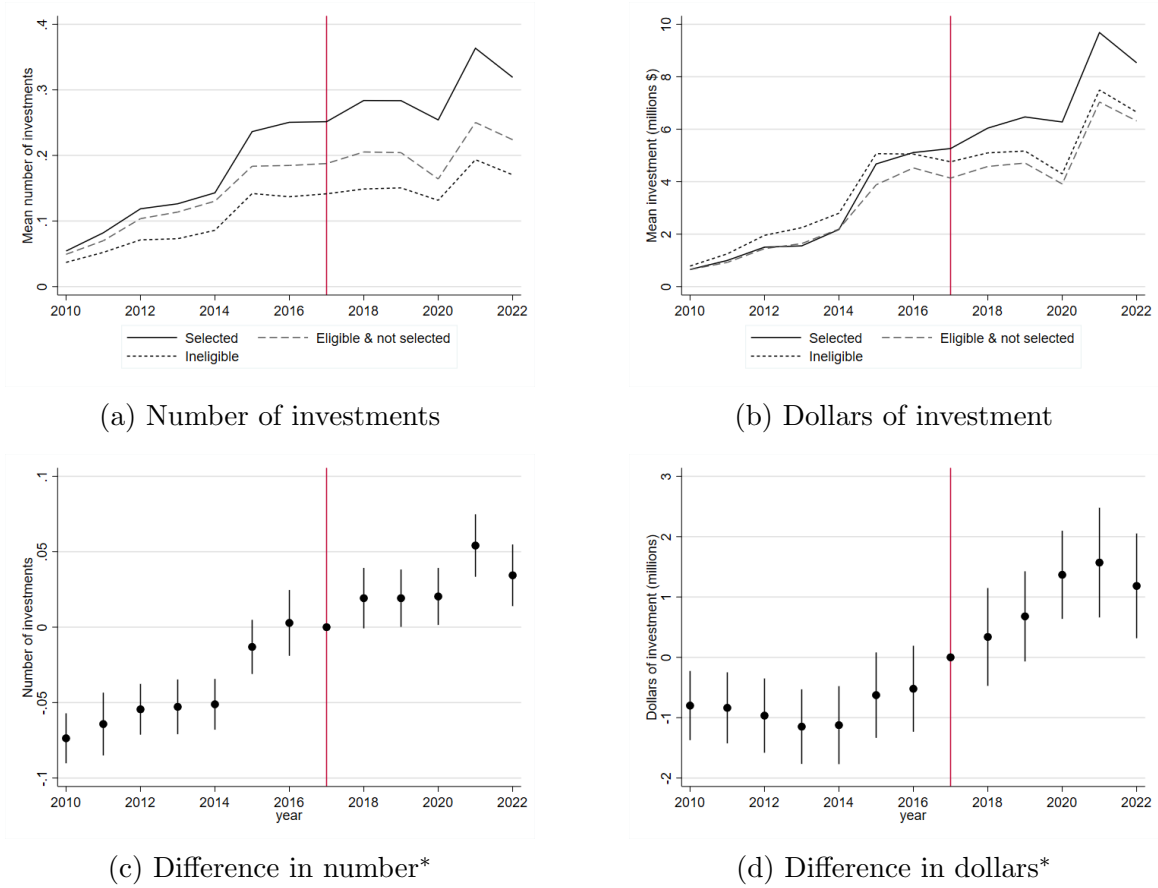 Mean number of investments
.4
.3
.2
.1
0
2010 2012 2014 2016 2018 2020 2022
Selected Eligible & not selected
Ineligible
(a) Number of investments
Mean investment (millions $)
10
8
6
4
2
0
2010 2012 2014 2016 2018 2020 2022
Selected Eligible & not selected
Ineligible
(b) Dollars of investment
Number of investments
.1
.05
0
-.05
-.1
2010 2012 2014 2016 2018 2020 2022
year
(c) Difference in number*
Dollars of investment (millions)
3
2
1
0
-1
-2
2010 2012 2014 2016 2018 2020 2022
year
(d) Difference in dollars*